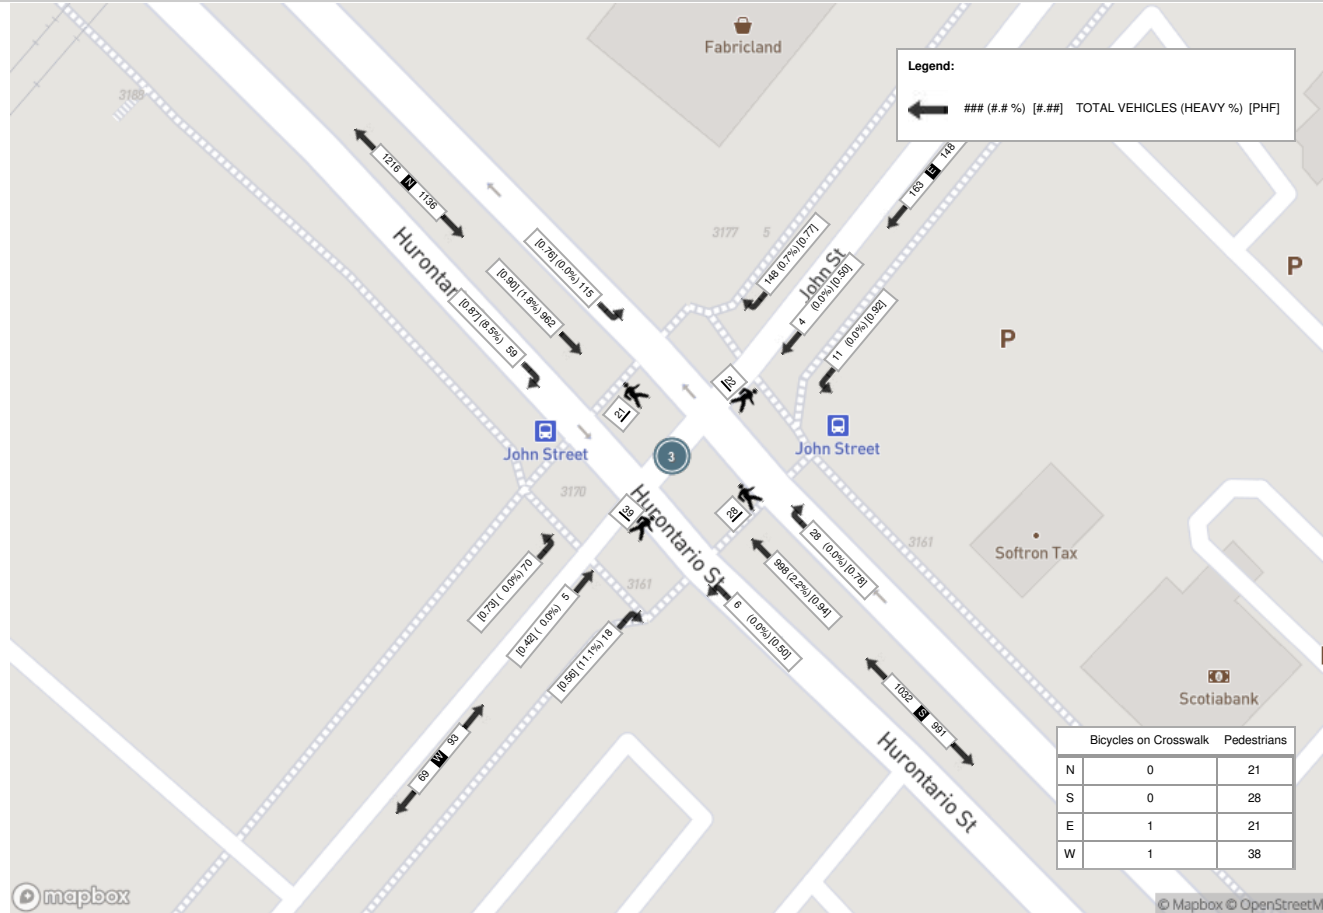 Fabricland
Legend:
### (#.# %) [#.##] TOTAL VEHICLES (HEAVY %) [PHF]
3165
1216 N 1136
163 E 148
Hurontar
[0.76] (0.0%) 115
[0.90] (1.8%) 962
[0.87] (8.5%) 59
3177
5
148 (0.7%) [0.77]
John St
4 (0.0%) [0.50]
11 (0.0%) [0.92]
P
P
21
22
John Street
John Street
3
3170
39
28
Hurontario St
3161
Softron Tax
3161
[0.73] ( 0.0%) 70
[0.42] ( 0.0%) 5
[0.56] (11.1%) 18
28 (0.0%) [0.78]
998 (2.2%) [0.94]
6 (0.0%) [0.50]
1032 S 991
69 W 93
Scotiabank
Hurontario St
Bicycles on Crosswalk Pedestrians
N 0 21
S 0 28
E 1 21
W 1 38
mapbox
© Mapbox © OpenStreetM